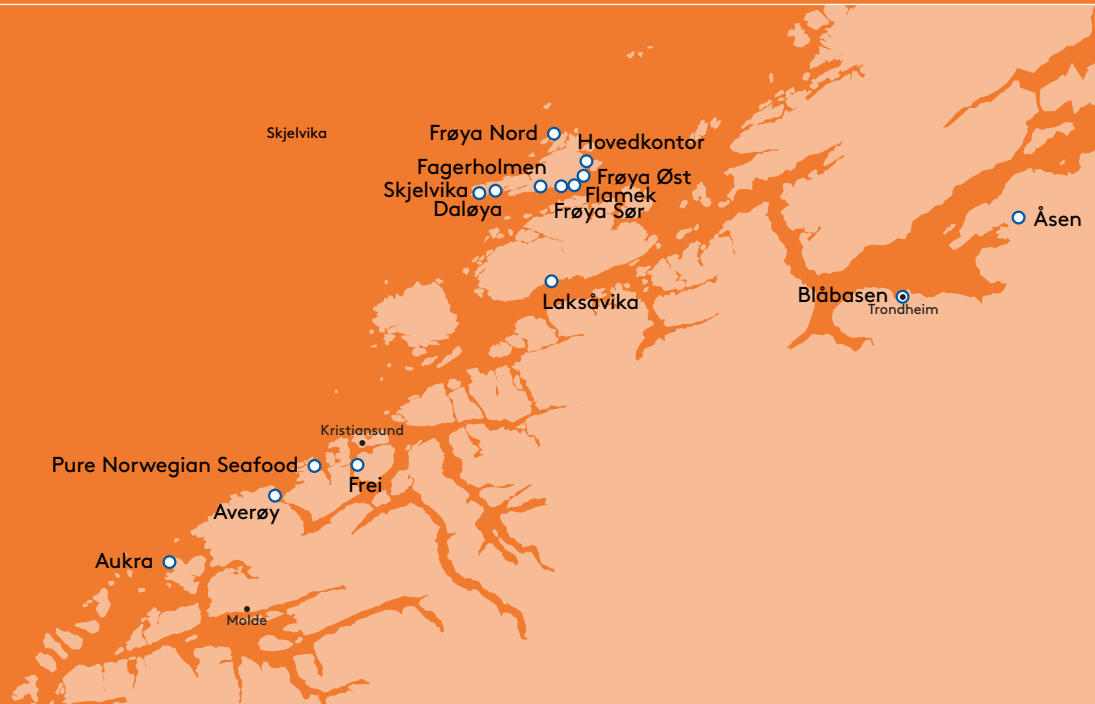 Skjelvika
Frøya Nord
Hovedkontor
Fagerholmen
Frøya Øst
Skjelvika
Flamek
Daløya
Frøya Sør
Åsen
Laksåvika
Blåbasen
Trondheim
Kristiansund
Pure Norwegian Seafood
Frei
Averøy
Aukra
Molde